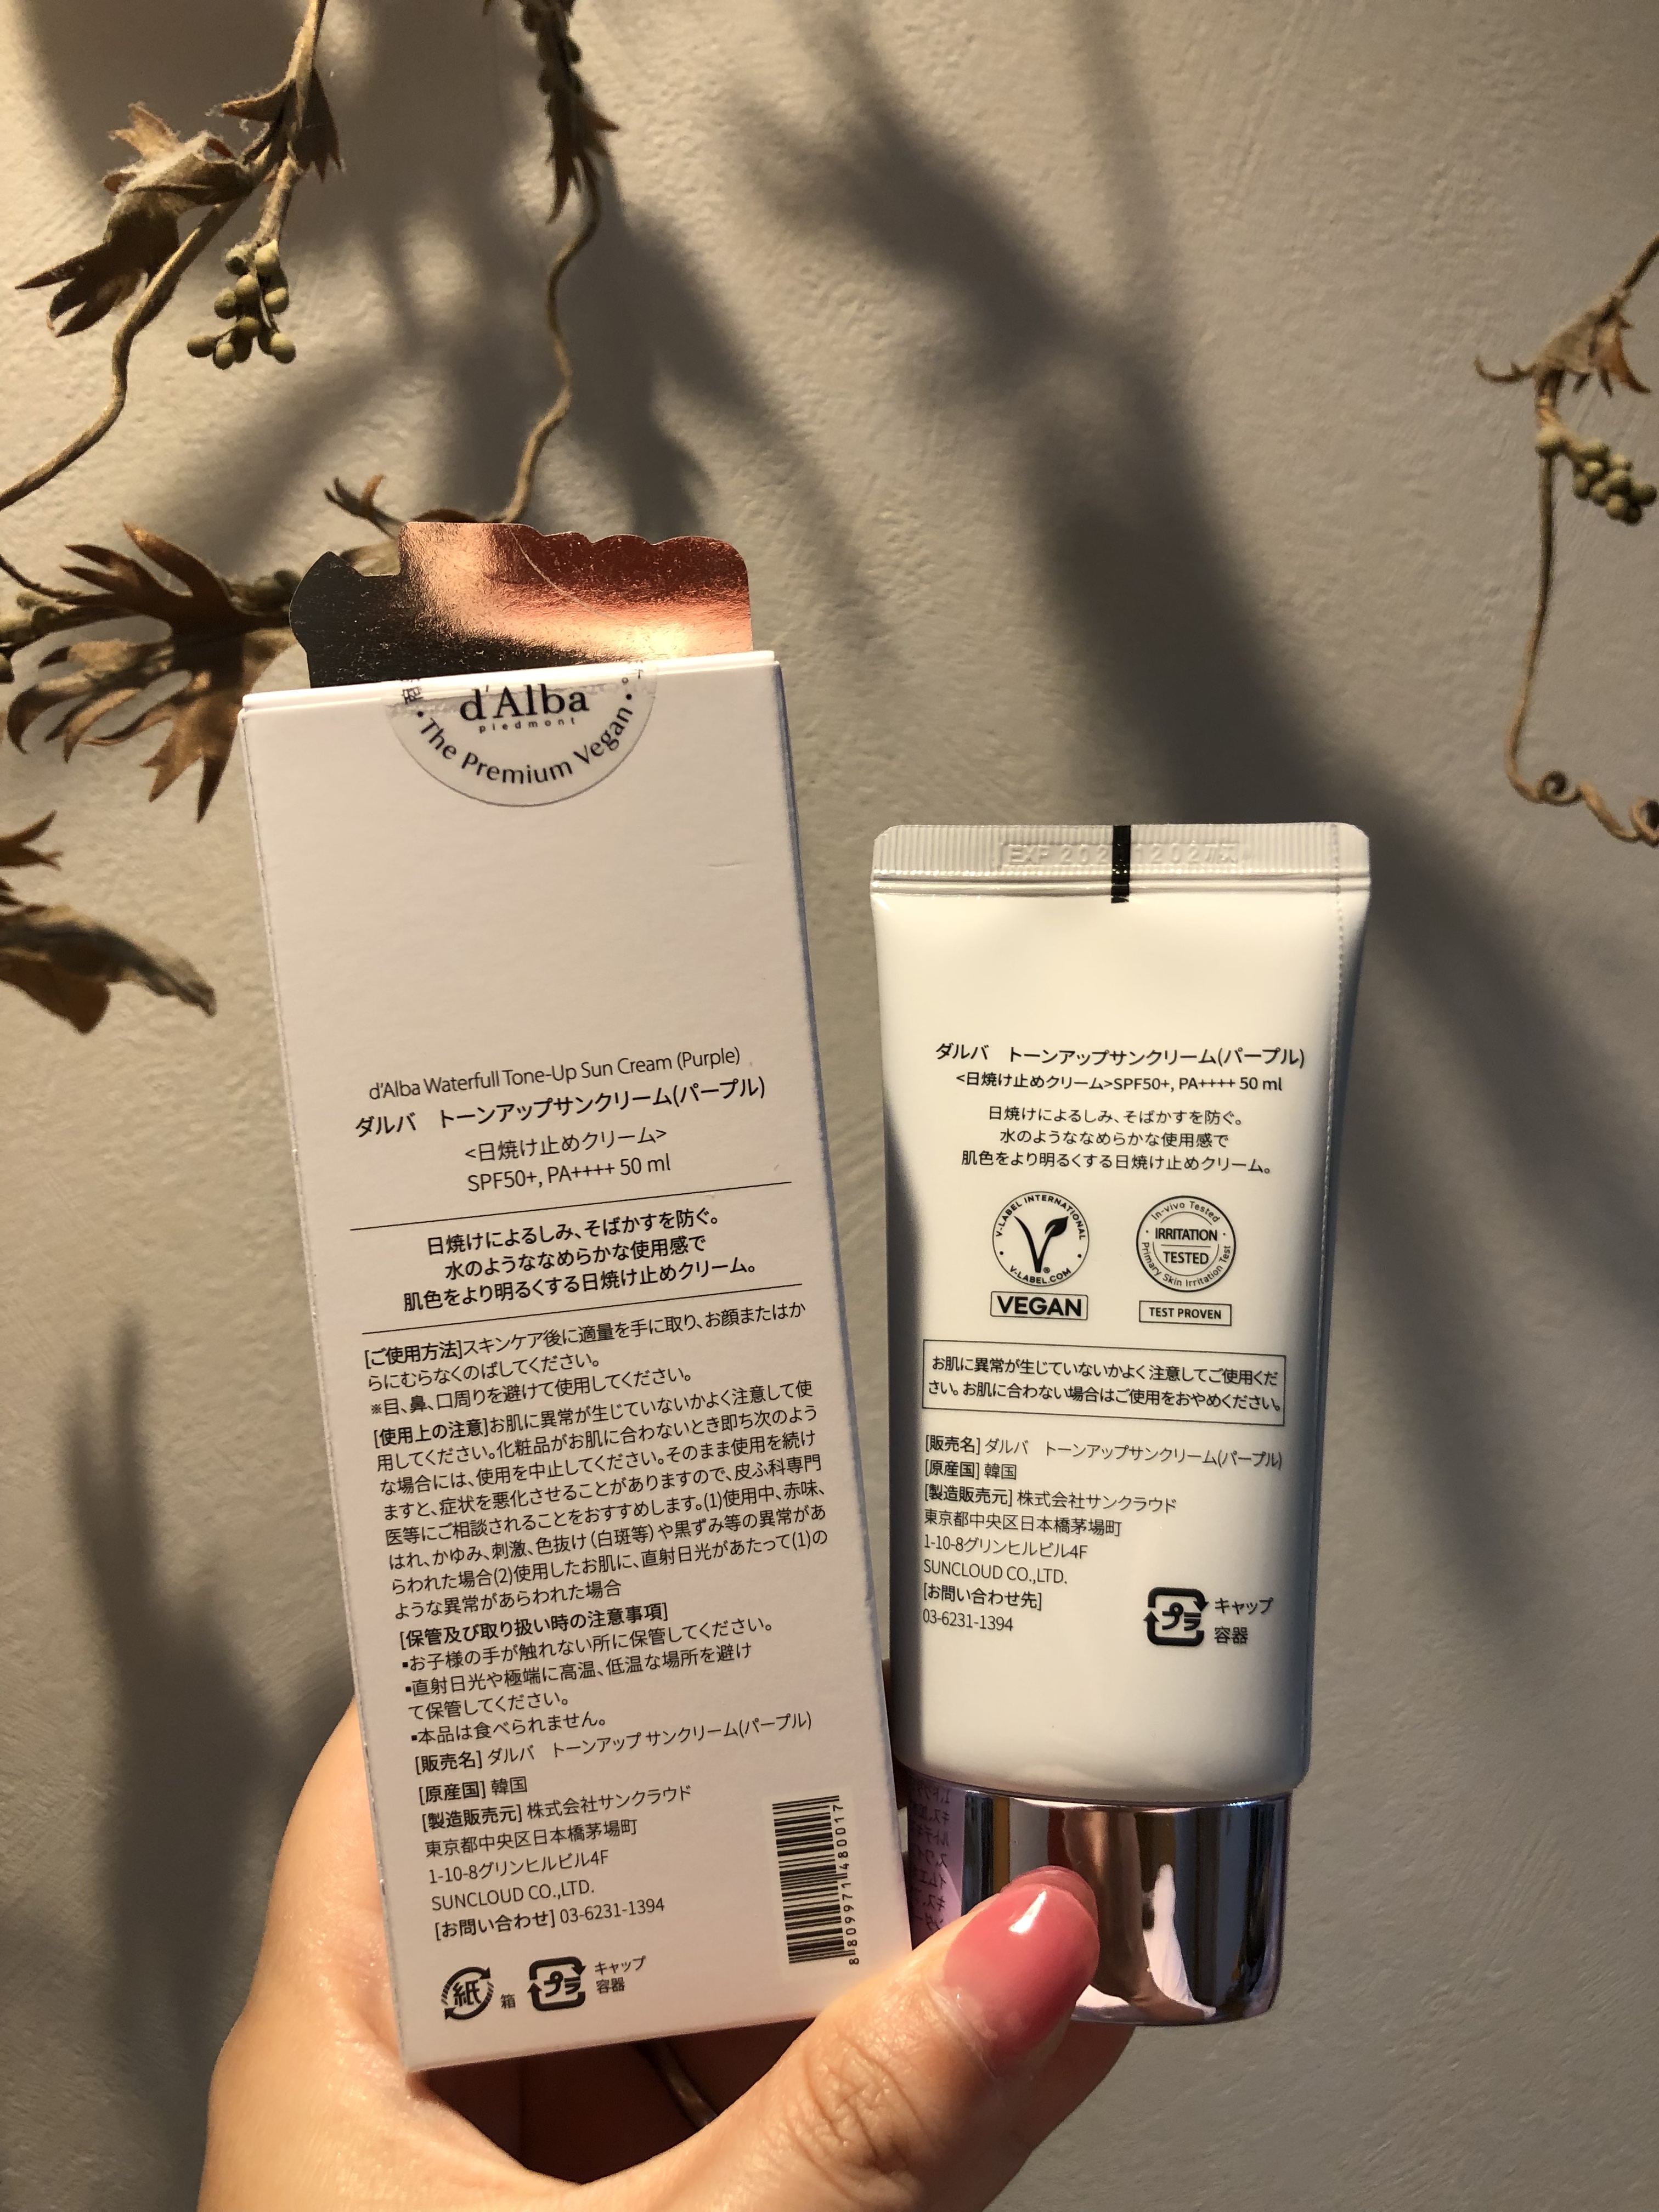 d'Alba
piedmont
The Premium Vegan
d'Alba Waterfull Tone-Up Sun Cream (Purple)
ダルバ　トーンアップサンクリーム(パープル)
<日焼け止めクリーム>
SPF50+, PA++++ 50 ml
日焼けによるしみ、そばかすを防ぐ。
水のようななめらかな使用感で
肌色をより明るくする日焼け止めクリーム。
[ご使用方法]スキンケア後に適量を手に取り、お顔またはか
らにむらなくのばしてください。
※目、鼻、口周りを避けて使用してください。
[使用上の注意]お肌に異常が生じていないかよく注意して使
用してください。化粧品がお肌に合わないとき即ち次のよう
な場合には、使用を中止してください。そのまま使用を続け
ますと、症状を悪化させることがありますので、皮ふ科専門
医等にご相談されることをおすすめします。(1)使用中、赤味、
はれ、かゆみ、刺激、色抜け(白斑等)や黒ずみ等の異常があ
らわれた場合(2)使用したお肌に、直射日光があたって(1)の
ような異常があらわれた場合
[保管及び取り扱い時の注意事項]
▪お子様の手が触れない所に保管してください。
▪直射日光や極端に高温、低温な場所を避け
て保管してください。
▪本品は食べられません。
[販売名] ダルバ　トーンアップ サンクリーム(パープル)
[原産国] 韓国
[製造販売元] 株式会社サンクラウド
東京都中央区日本橋茅場町
1-10-8グリンヒルビル4F
SUNCLOUD CO.,LTD.
[お問い合わせ] 03-6231-1394
紙 箱 プラ キャップ
容器
8809971480017
EXP 202
ダルバ　トーンアップサンクリーム(パープル)
<日焼け止めクリーム>SPF50+, PA++++ 50 ml
日焼けによるしみ、そばかすを防ぐ。
水のようななめらかな使用感で
肌色をより明るくする日焼け止めクリーム。
V-LABEL INTERNATIONAL
V-LABEL.COM
VEGAN
In-vivo Tested
IRRITATION
TESTED
Primary Skin Irritation Test
TEST PROVEN
お肌に異常が生じていないかよく注意してご使用くだ
さい。お肌に合わない場合はご使用をおやめください。
[販売名] ダルバ　トーンアップサンクリーム(パープル)
[原産国] 韓国
[製造販売元] 株式会社サンクラウド
東京都中央区日本橋茅場町
1-10-8グリンヒルビル4F
SUNCLOUD CO.,LTD.
[お問い合わせ先]
03-6231-1394
プラ キャップ
容器